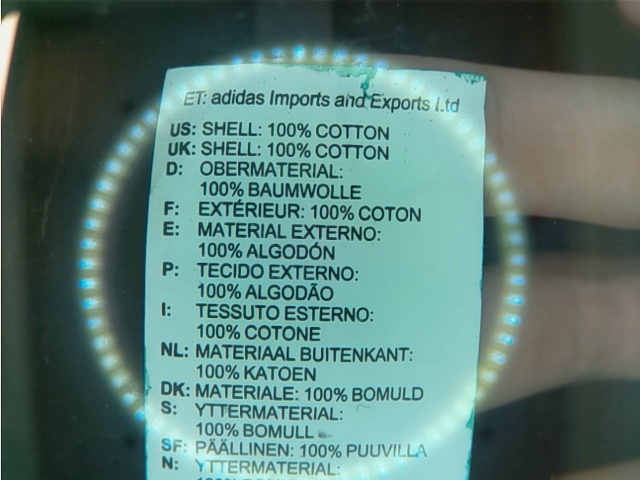 ET: adidas Imports and Exports Ltd
US: SHELL: 100% COTTON
UK: SHELL: 100% COTTON
D: OBERMATERIAL:
100% BAUMWOLLE
F: EXTÉRIEUR: 100% COTON
E: MATERIAL EXTERNO:
100% ALGODÓN
P: TECIDO EXTERNO:
100% ALGODÃO
I: TESSUTO ESTERNO:
100% COTONE
NL: MATERIAAL BUITENKANT:
100% KATOEN
DK: MATERIALE: 100% BOMULD
S: YTTERMATERIAL:
100% BOMULL
SF: PÄÄLLINEN: 100% PUUVILLA
N: YTTERMATERIAL: